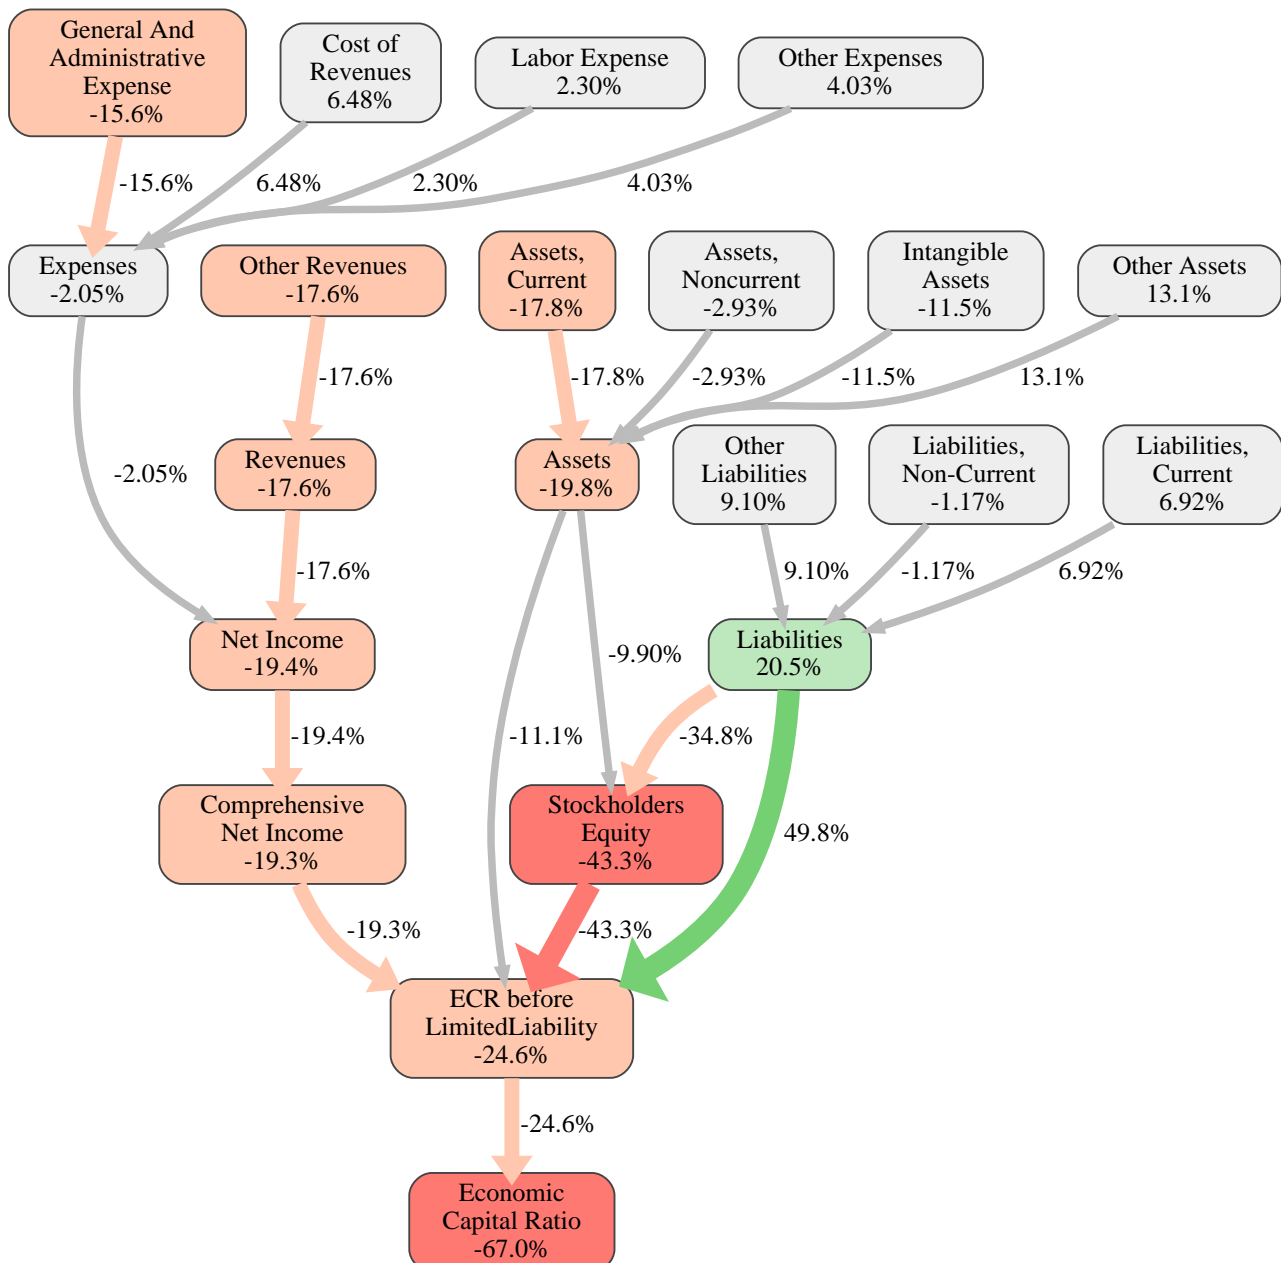 General And
Administrative
Expense
-15.6%
Cost of
Revenues
6.48%
Labor Expense
2.30%
Other Expenses
4.03%
-15.6%
6.48%
2.30%
4.03%
Expenses
-2.05%
Other Revenues
-17.6%
Assets,
Current
-17.8%
Assets,
Noncurrent
-2.93%
Intangible
Assets
-11.5%
Other Assets
13.1%
-17.6%
-17.8%
-2.93%
-11.5%
13.1%
-2.05%
Revenues
-17.6%
Assets
-19.8%
Other
Liabilities
9.10%
Liabilities,
Non-Current
-1.17%
Liabilities,
Current
6.92%
-17.6%
9.10%
-1.17%
6.92%
Net Income
-19.4%
-9.90%
Liabilities
20.5%
-19.4%
-11.1%
-34.8%
Comprehensive
Net Income
-19.3%
Stockholders
Equity
-43.3%
49.8%
-19.3%
-43.3%
ECR before
LimitedLiability
-24.6%
-24.6%
Economic
Capital Ratio
-67.0%